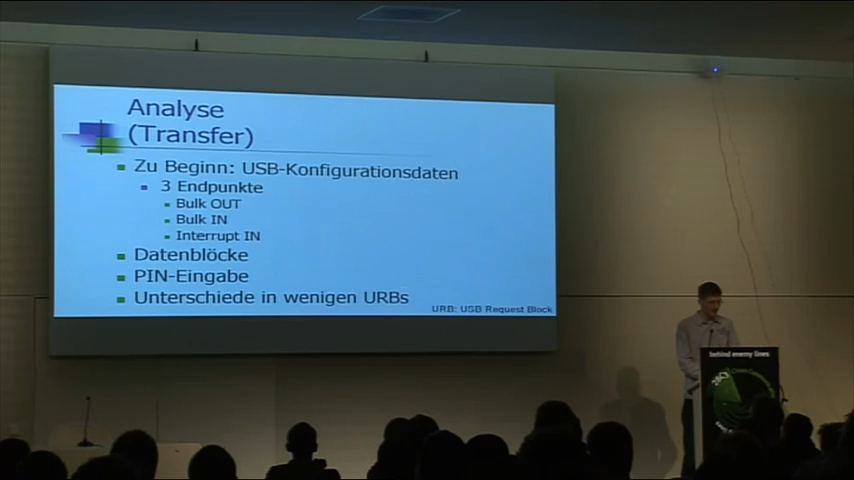 Analyse
(Transfer)
Zu Beginn: USB-Konfigurationsdaten
3 Endpunkte
Bulk OUT
Bulk IN
Interrupt IN
Datenblöcke
PIN-Eingabe
Unterschiede in wenigen URBs
URB: USB Request Block
behind enemy lines